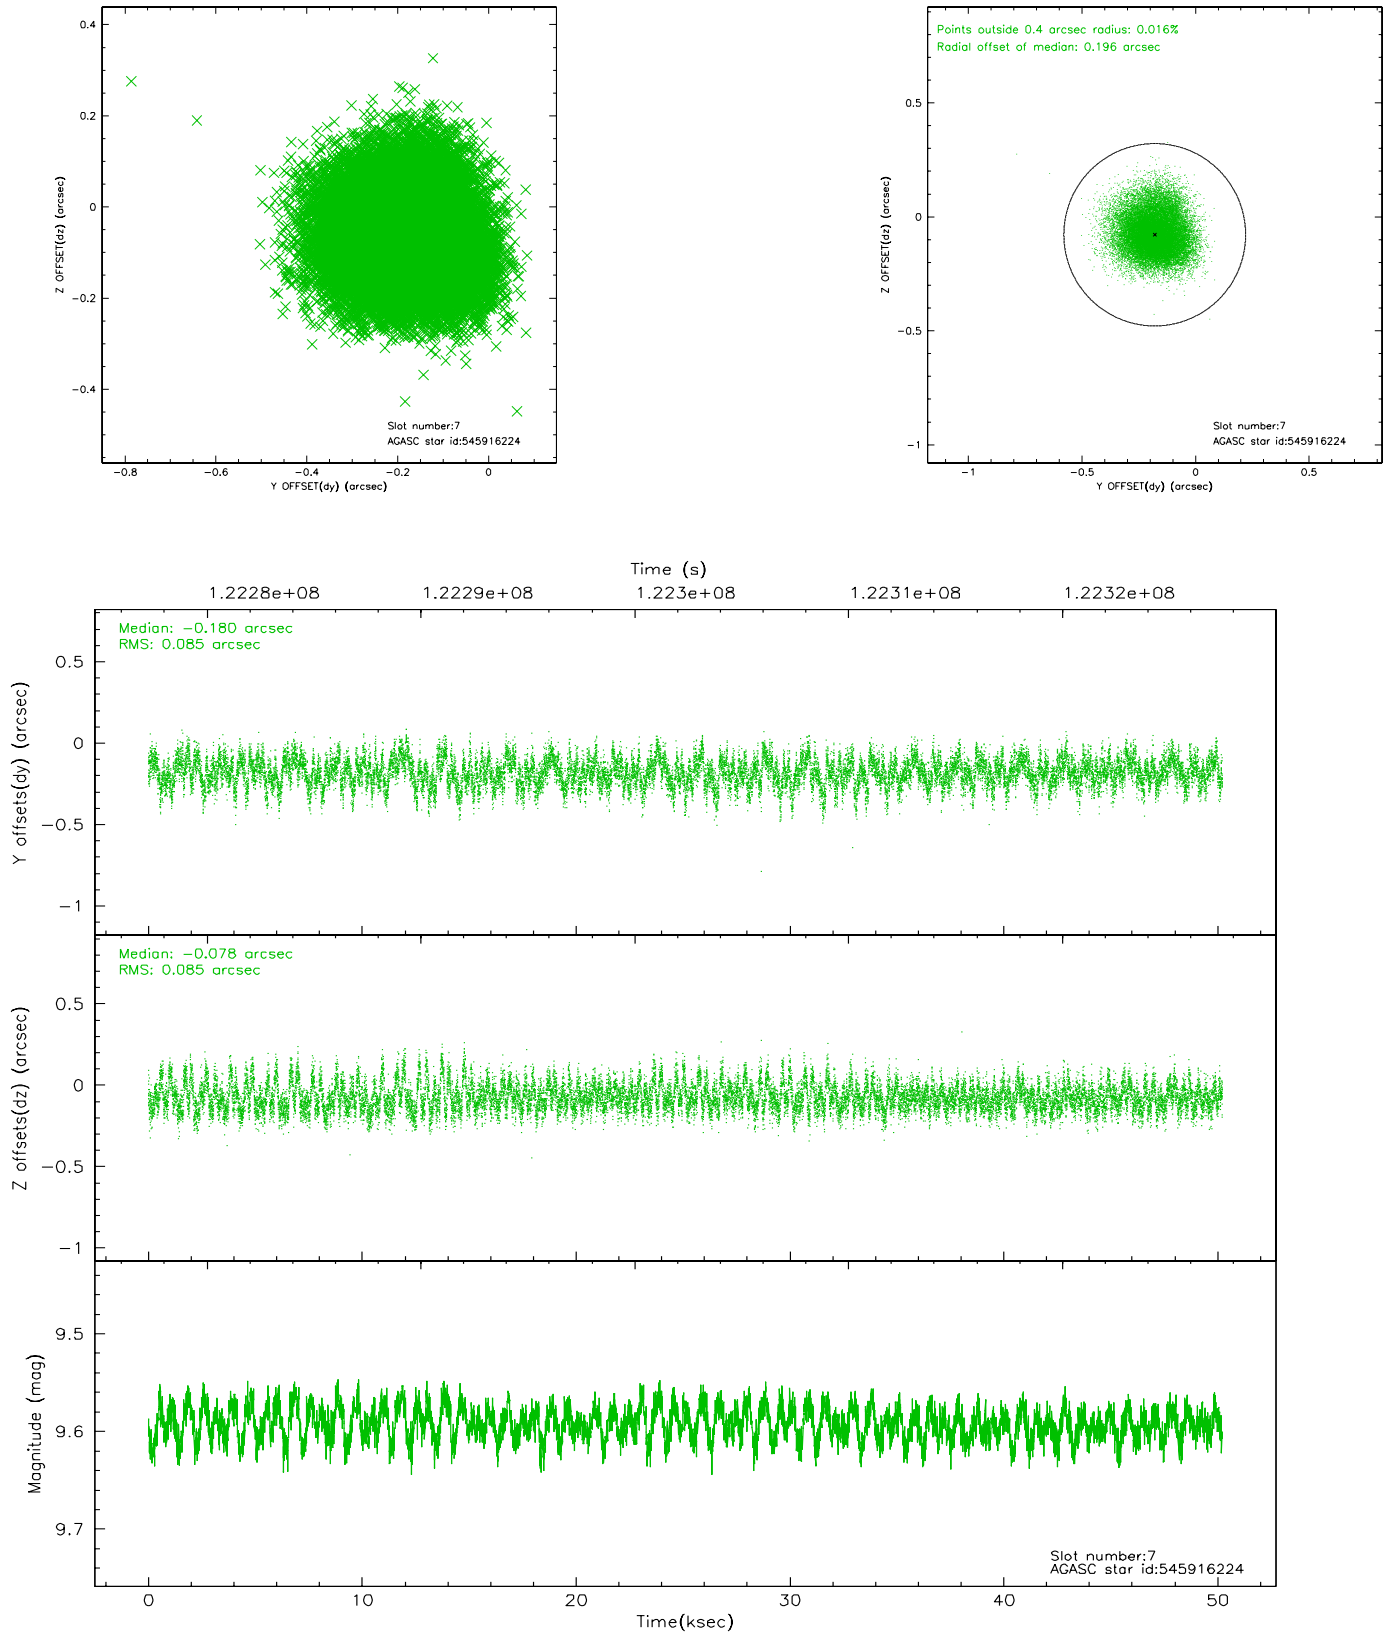 0.4
0.2
0
−0.2
−0.4
Z OFFSET(dz) (arcsec)
−0.8
−0.6
−0.4
−0.2
0
Y OFFSET(dy) (arcsec)
Slot number:7
AGASC star id:545916224
Points outside 0.4 arcsec radius: 0.016%
Radial offset of median: 0.196 arcsec
0.5
0
−0.5
−1
Z OFFSET(dz) (arcsec)
−1
−0.5
0
0.5
Y OFFSET(dy) (arcsec)
Slot number:7
AGASC star id:545916224
Time (s)
1.2228e+08
1.2229e+08
1.223e+08
1.2231e+08
1.2232e+08
Median: −0.180 arcsec
RMS: 0.085 arcsec
0.5
0
−0.5
−1
Y offsets(dy) (arcsec)
Median: −0.078 arcsec
RMS: 0.085 arcsec
0.5
0
−0.5
−1
Z offsets(dz) (arcsec)
9.5
9.6
9.7
Magnitude (mag)
Slot number:7
AGASC star id:545916224
0
10
20
30
40
50
Time(ksec)